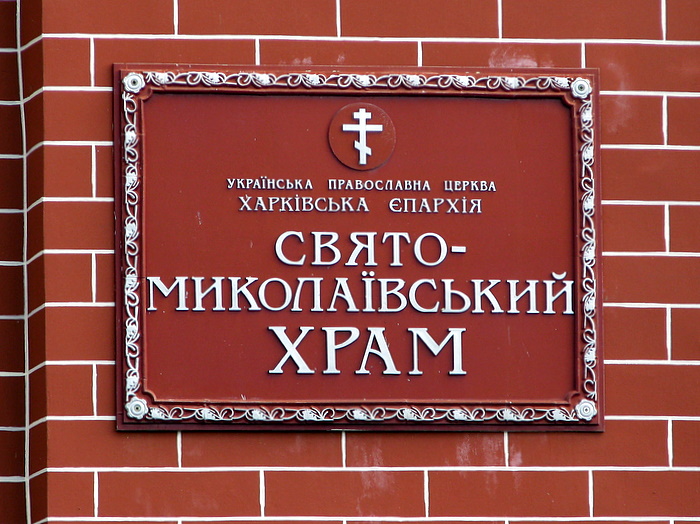 УКРАЇНСЬКА ПРАВОСЛАВНА ЦЕРКВА
ХАРКІВСЬКА ЄПАРХІЯ
СВЯТО-
МИКОЛАЇВСЬКИЙ
ХРАМ